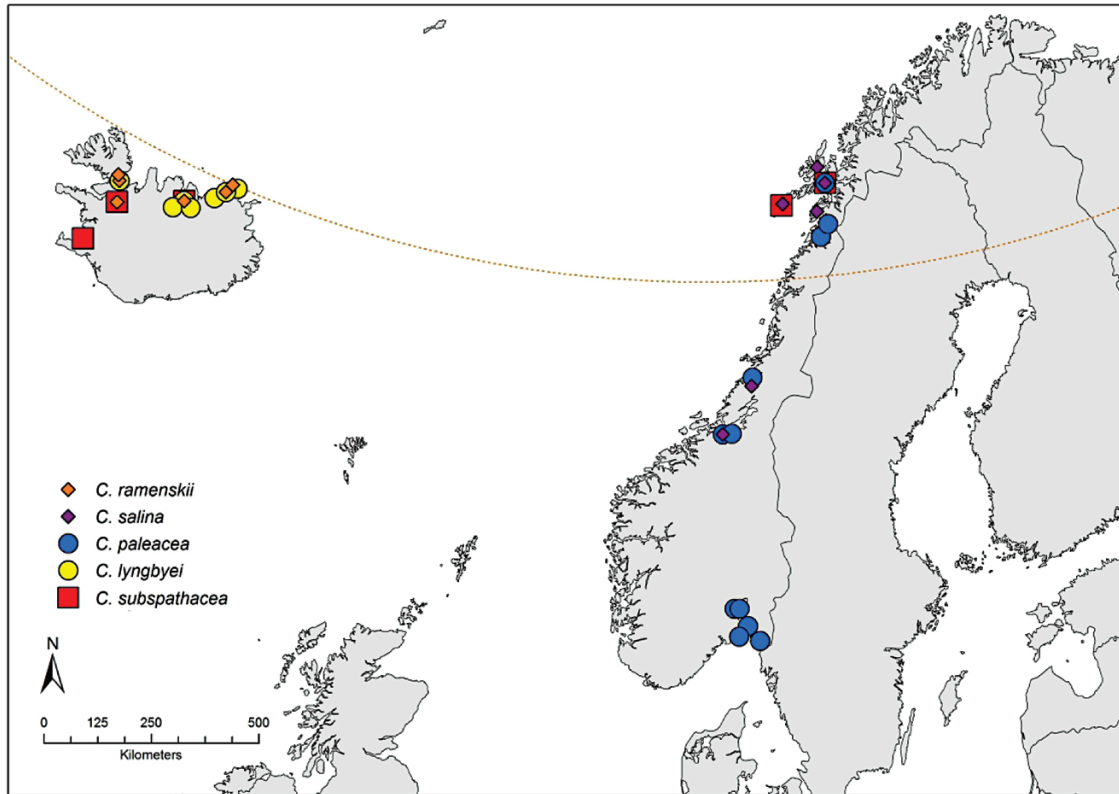 C. ramenskii
C. salina
C. paleacea
C. lyngbyei
C. subspathacea
N
0 125 250 500
Kilometers